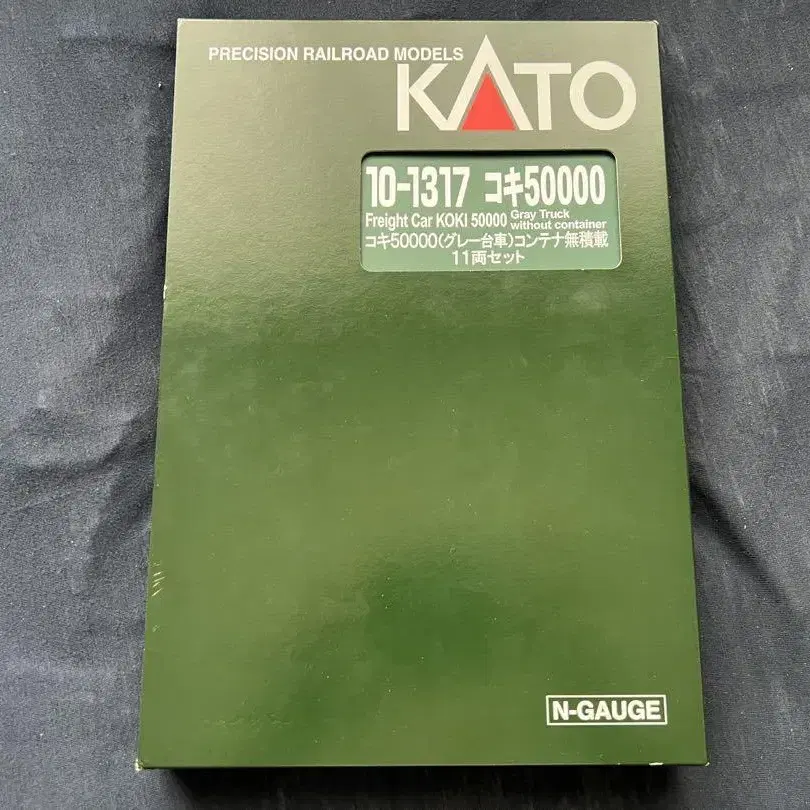 PRECISION RAILROAD MODELS
KATO
10-1317 コキ50000
Freight Car KOKI 50000 Gray Truck without container
コキ50000(グレー台車)コンテナ無積載
11両セット
N-GAUGE